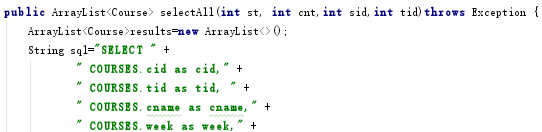 public ArrayList<Course> selectAll(int st, int cnt,int sid,int tid)throws Exception {
ArrayList<Course>results=new ArrayList<>();
String sql="SELECT " +
" COURSES.cid as cid," +
" COURSES.tid as tid, " +
" COURSES.cname as cname," +
" COURSES.week as week," +